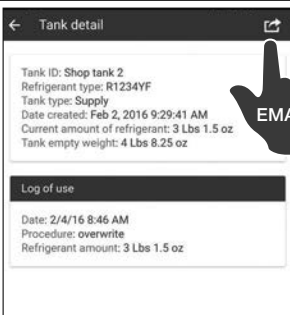 Tank detail
Tank ID: Shop tank 2
Refrigerant type: R1234YF
Tank type: Supply
Date created: Feb 2, 2016 9:29:41 AM
Current amount of refrigerant: 3 Lbs 1.5 oz
Tank empty weight: 4 Lbs 8.25 oz
EMA
Log of use
Date: 2/4/16 8:46 AM
Procedure: overwrite
Refrigerant amount: 3 Lbs 1.5 oz